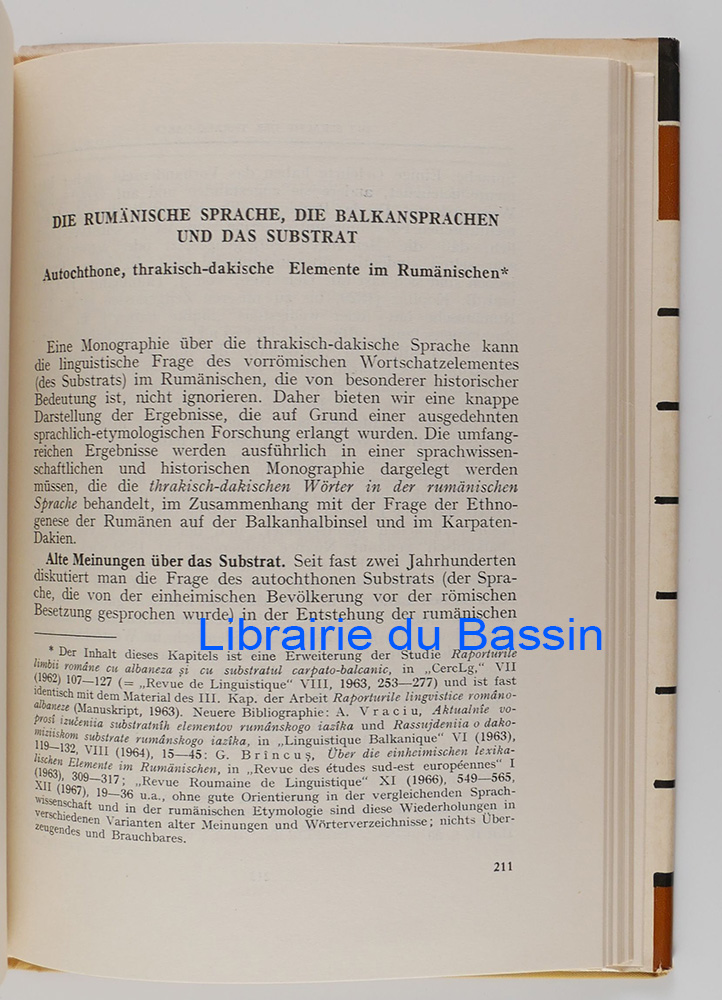 DIE RUMÄNISCHE SPRACHE, DIE BALKANSPRACHEN
UND DAS SUBSTRAT
Autochthone, thrakisch-dakische Elemente im Rumänischen*
Eine Monographie über die thrakisch-dakische Sprache kann
die linguistische Frage des vorrömischen Wortschatzelementes
(des Substrats) im Rumänischen, die von besonderer historischer
Bedeutung ist, nicht ignorieren. Daher bieten wir eine knappe
Darstellung der Ergebnisse, die auf Grund einer ausgedehnten
sprachlich-etymologischen Forschung erlangt wurden. Die umfang-
reichen Ergebnisse werden ausführlich in einer sprachwissen-
schaftlichen und historischen Monographie dargelegt werden
müssen, die die thrakisch-dakischen Wörter in der rumänischen
Sprache behandelt, im Zusammenhang mit der Frage der Ethno-
genese der Rumänen auf der Balkanhalbinsel und im Karpaten-
Dakien.
Alte Meinungen über das Substrat. Seit fast zwei Jahrhunderten
diskutiert man die Frage des autochthonen Substrats (der Spra-
che, die von der einheimischen Bevölkerung vor der römischen
Besetzung gesprochen wurde) in der Entstehung der rumänischen
Librairie du Bassin
* Der Inhalt dieses Kapitels ist eine Erweiterung der Studie Raporturile
limbii române cu albaneza şi cu substratul carpato-balcanic, in „CercLg,“ VII
(1962) 107—127 (= „Revue de Linguistique“ VIII, 1963, 253—277) und ist fast
identisch mit dem Material des III. Kap. der Arbeit Raporturile lingvistice româno-
albaneze (Manuskript, 1963). Neuere Bibliographie: A. Vraciu, Aktualnîe vo-
prosî izučeniia substratnîh elementov rumânskogo iazîka und Rassujdeniia o dako-
miziiskom substrate rumânskogo iazîka, in „Linguistique Balkanique“ VI (1963),
119—132, VIII (1964), 15—45: G. Brîncuş, Über die einheimischen lexika-
lischen Elemente im Rumänischen, in „Revue des études sud-est européennes“ I
(1963), 309—317; „Revue Roumaine de Linguistique“ XI (1966), 549—565,
XII (1967), 19—36 u.a., ohne gute Orientierung in der vergleichenden Sprach-
wissenschaft und in der rumänischen Etymologie sind diese Wiederholungen in
verschiedenen Varianten alter Meinungen und Wörterverzeichnisse; nichts Über-
zeugendes und Brauchbares.
211